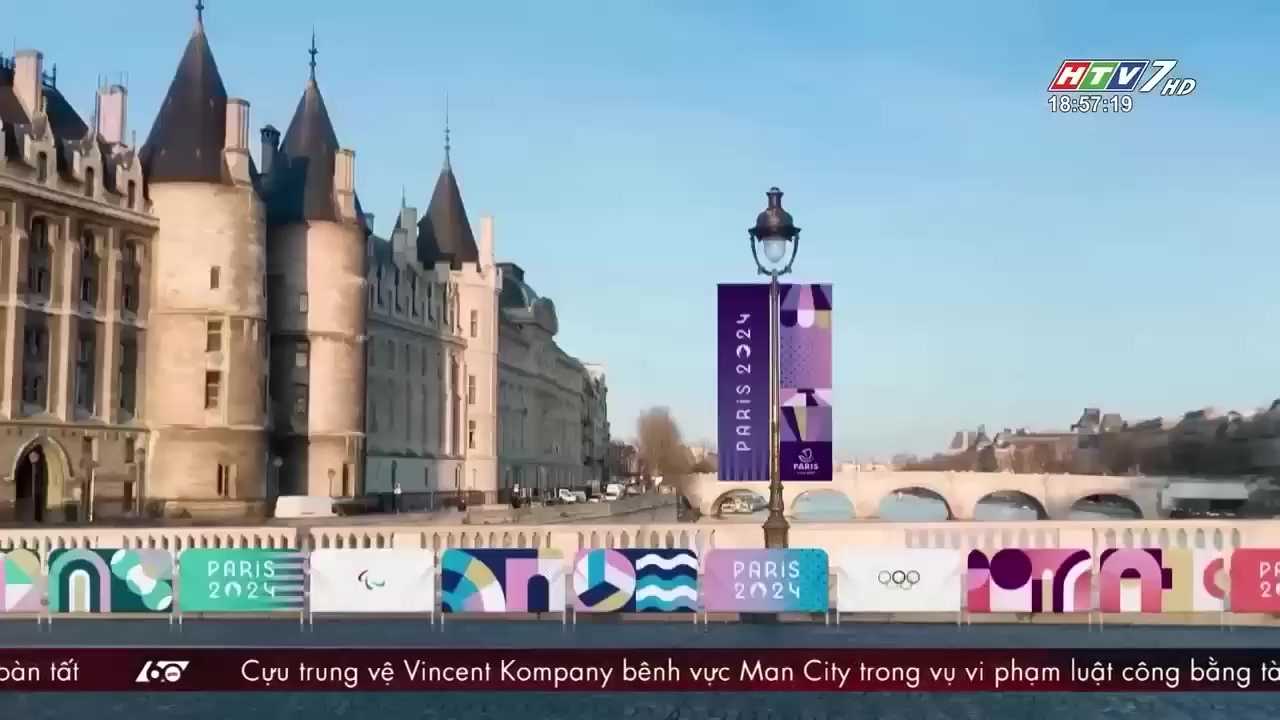 HTV7 HD
18:57:19
PARIS 2024
PARIS
PARIS
2024
PARIS
2024
oàn tất
60
Cựu trung vệ Vincent Kompany bênh vực Man City trong vụ vi phạm luật công bằng tà